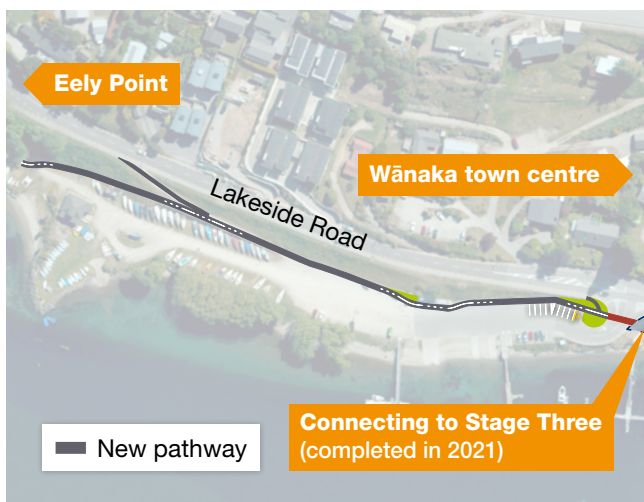 Eely Point
Wānaka town centre
Lakeside Road
Connecting to Stage Three
(completed in 2021)
New pathway